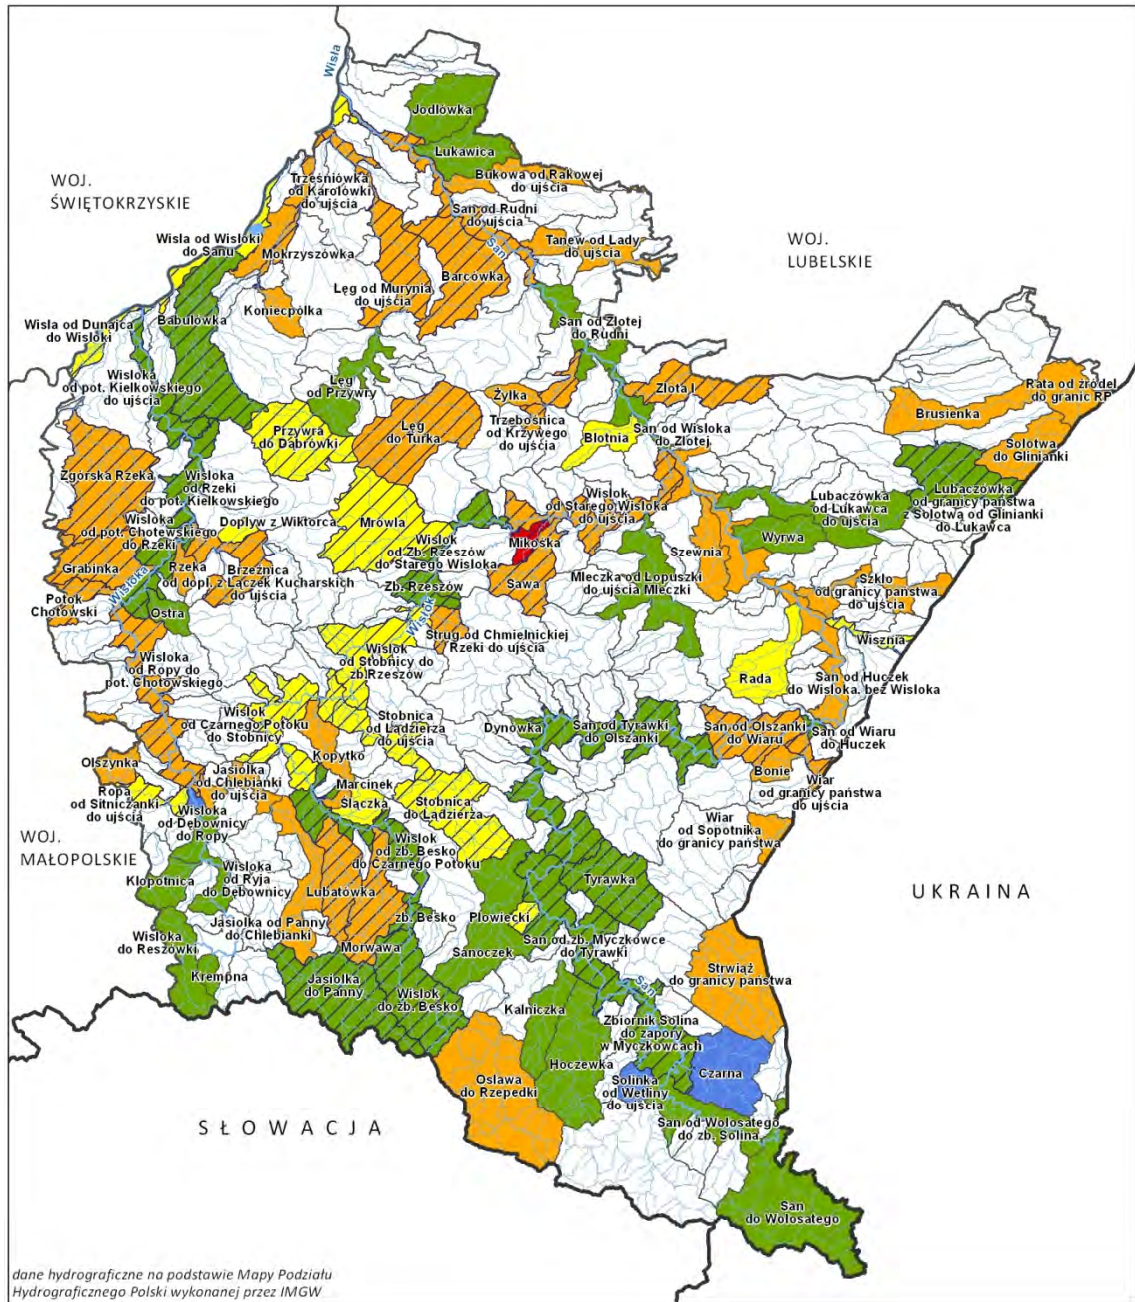 Wisła
Jodłówka
Łukawica
WOJ.
ŚWIĘTOKRZYSKIE
Trześniówka
od Karolówki
do ujścia
Bukowa od Rakowej
do ujścia
San od Rudni
do ujścia
San
Wisła od Wisłoki
do Sanu
Mokrzyszówka
Tanew od Łady
do ujścia
WOJ.
LUBELSKIE
Barcówka
Łęg od Murynia
do ujścia
Koniecpólka
Babulówka
Wisła od Dunajca
do Wisłoki
San od Złotej
do Rudni
Wisłoka
od pot. Kiełkowskiego
do ujścia
Łęg
od Przywry
Żyłka
Złota I
Rata od źródeł
do granic RP
Brusienka
Przywra
do Dąbrówki
Łęg
do Turka
Trzebośnica
od Krzywego
do ujścia
Błotnia
San od Wisłoka
do Złotej
Sołotwa
do Glinianki
Zgórska Rzeka
Wisłoka
od Rzeki
do pot. Kiełkowskiego
Wisłok
od Starego Wisłoka
do ujścia
Lubaczówka
od Łukawca
do ujścia
Lubaczówka
od granicy państwa
z Sołotwą od Glinianki
do Łukawca
Dopływ z Wiktorca
Mrowla
Wisłoka
od pot. Chotowskiego
do Rzeki
Wisłok
od Zb. Rzeszów
do Starego Wisłoka
Mikośka
Wyrwa
Szewnia
Grabinka
Rzeka
Brzeźnica
od dopł. z Łączek Kucharskich
do ujścia
Zb. Rzeszów
Sawa
Mleczka od Łopuszki
do ujścia Mleczki
Szkło
od granicy państwa
do ujścia
Potok
Chotowski
Wisłoka
Ostra
Wisłok
Strug od Chmielnickiej
Rzeki do ujścia
Wisznia
Wisłoka
od Ropy do
pot. Chotowskiego
Wisłok
od Stobnicy do
zb. Rzeszów
Rada
San od Huczek
do Wisłoka. bez Wisłoka
Wisłok
od Czarnego Potoku
do Stobnicy
Stobnica
od Łądzierza
do ujścia
Dynówka
San od Tyrawki
do Olszanki
San od Olszanki
do Wiaru
San od Wiaru
do Huczek
Kopytko
Olszynka
Jasiołka
od Chlebianki
do ujścia
Marcinek
Ślączka
Bonie
Wiar
od granicy państwa
do ujścia
Ropa
od Sitniczanki
do ujścia
Wisłoka
od Dębownicy
do Ropy
Stobnica
do Łądzierza
WOJ.
MAŁOPOLSKIE
Wisłok
od zb. Besko
do Czarnego Potoku
Wiar
od Sopotnika
do granicy państwa
Kłopotnica
Wisłoka
od Ryja
do Dębownicy
Lubatówka
Tyrawka
UKRAINA
Jasiołka od Panny
do Chlebianki
zb. Besko
Płowiecki
Wisłoka
do Reszówki
Morwawa
Sanoczek
San od zb. Myczkowce
do Tyrawki
Krempna
Jasiołka
do Panny
Wisłok
do zb. Besko
San
Strwiąż
do granicy państwa
Kalniczka
Zbiornik Solina
do zapory
w Myczkowcach
Hoczewka
Czarna
Osława
do Rzepedki
Solinka
od Wetliny
do ujścia
SŁOWACJA
San od Wołosatego
do zb. Solina
San
do Wołosatego
dane hydrograficzne na podstawie Mapy Podziału
Hydrograficznego Polski wykonanej przez IMGW